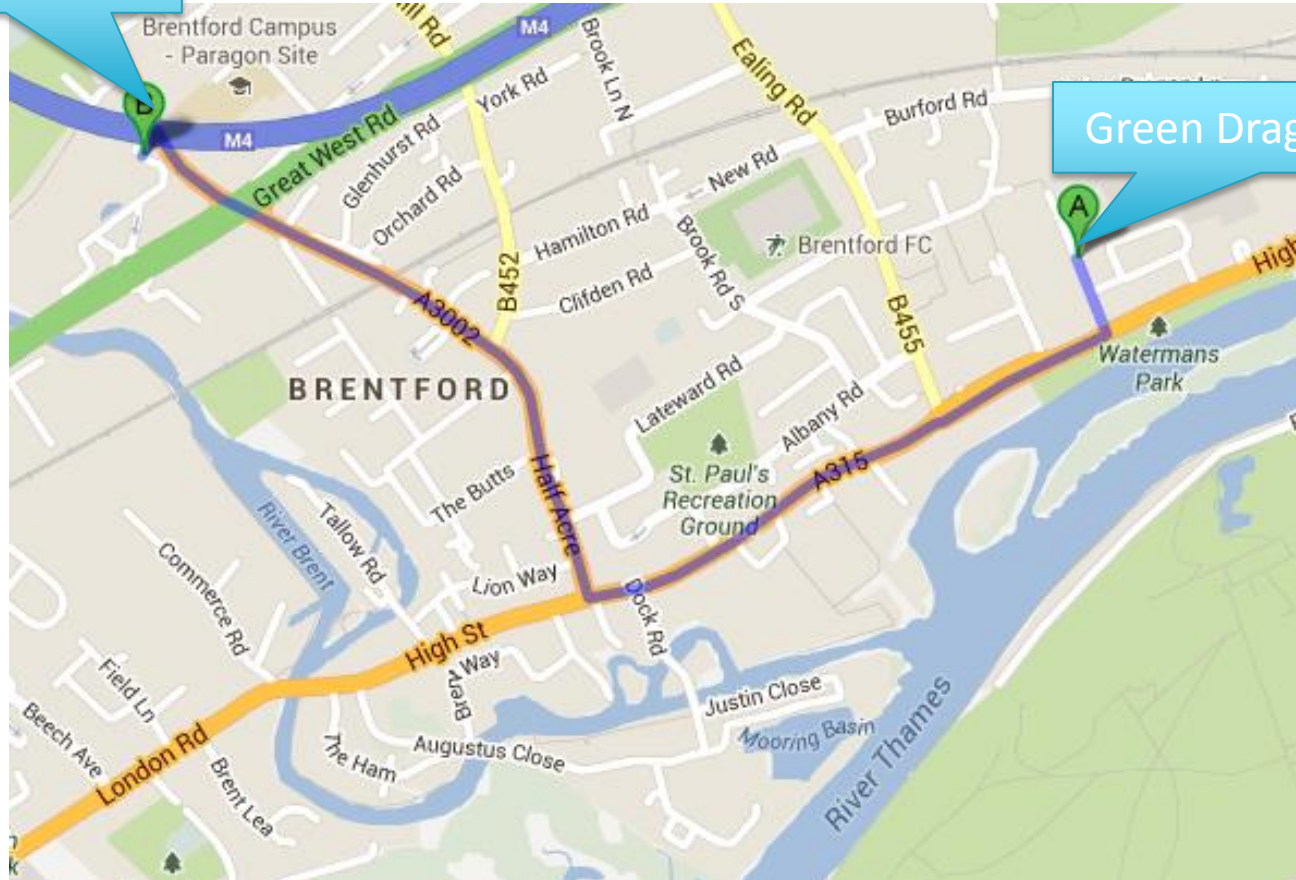 Brentford Campus
- Paragon Site
M4
Brook Ln N
Ealing Rd
York Rd
Burford Rd
Green Drag
B
M4
Great West Rd
Glenhurst Rd
Orchard Rd
New Rd
A
Hamilton Rd
Brook Rd S
Brentford FC
High
B452
Clifden Rd
A3002
B455
Watermans
Park
BRENTFORD
Lateward Rd
Albany Rd
A315
St. Paul's
Recreation
Ground
The Butts
Half Acre
Tallow Rd
River Brent
Commerce Rd
Lion Way
Dock Rd
High St
Way
Bren
Field Ln
Justin Close
Beech Ave
Mooring Basin
Augustus Close
London Rd
The Ham
Brent Lea
River Thames